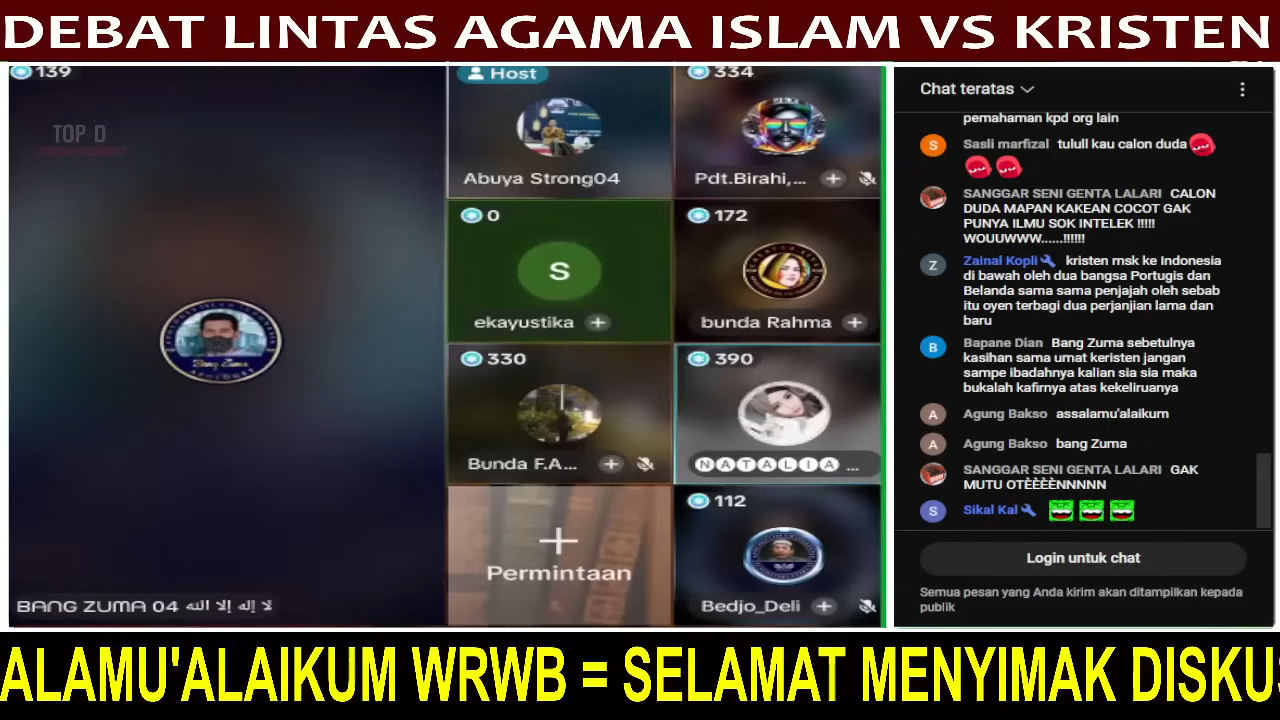 DEBAT LINTAS AGAMA ISLAM VS KRISTEN
139
TOP D
Bang Zuma
BANG ZUMA 04 لا إله إلا الله
Host
Abuya Strong04
334
Pdt.Birahi,...
0
S
ekayustika
172
bunda Rahma
330
Bunda F.A...
390
NATALIA ...
Permintaan
112
Bedjo_Deli
Chat teratas
pemahaman kpd org lain
S
Sasli marfizal tulull kau calon duda
SANGGAR SENI GENTA LALARI CALON
DUDA MAPAN KAKEAN COCOT GAK
PUNYA ILMU SOK INTELEK !!!!!
WOUUWWW......!!!!!!
Z
Zainal Kopli kristen msk ke Indonesia
di bawah oleh dua bangsa Portugis dan
Belanda sama sama penjajah oleh sebab
itu oyen terbagi dua perjanjian lama dan
baru
B
Bapane Dian Bang Zuma sebetulnya
kasihan sama umat keristen jangan
sampe ibadahnya kalian sia sia maka
bukalah kafirnya atas kekeliruanya
A
Agung Bakso assalamu'alaikum
A
Agung Bakso bang Zuma
SANGGAR SENI GENTA LALARI GAK
MUTU OTÈÈÈÈNNNNN
S
Sikal Kal
Login untuk chat
Semua pesan yang Anda kirim akan ditampilkan kepada
publik
ALAMU'ALAIKUM WRWB = SELAMAT MENYIMAK DISKUS